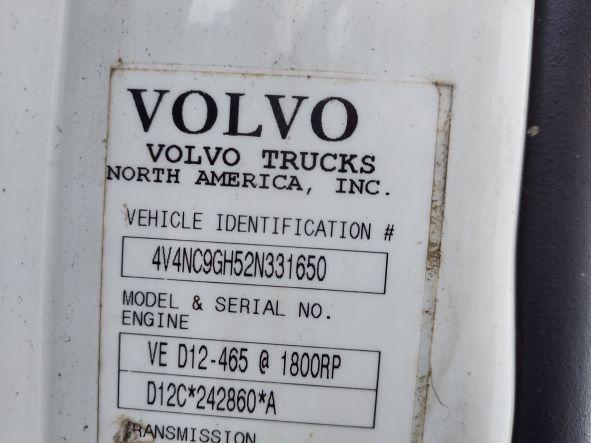 VOLVO
VOLVO TRUCKS
NORTH AMERICA, INC.
VEHICLE IDENTIFICATION #
4V4NC9GH52N331650
MODEL & SERIAL NO.
ENGINE
VE D12-465 @ 1800RP
D12C*242860*A
TRANSMISSION